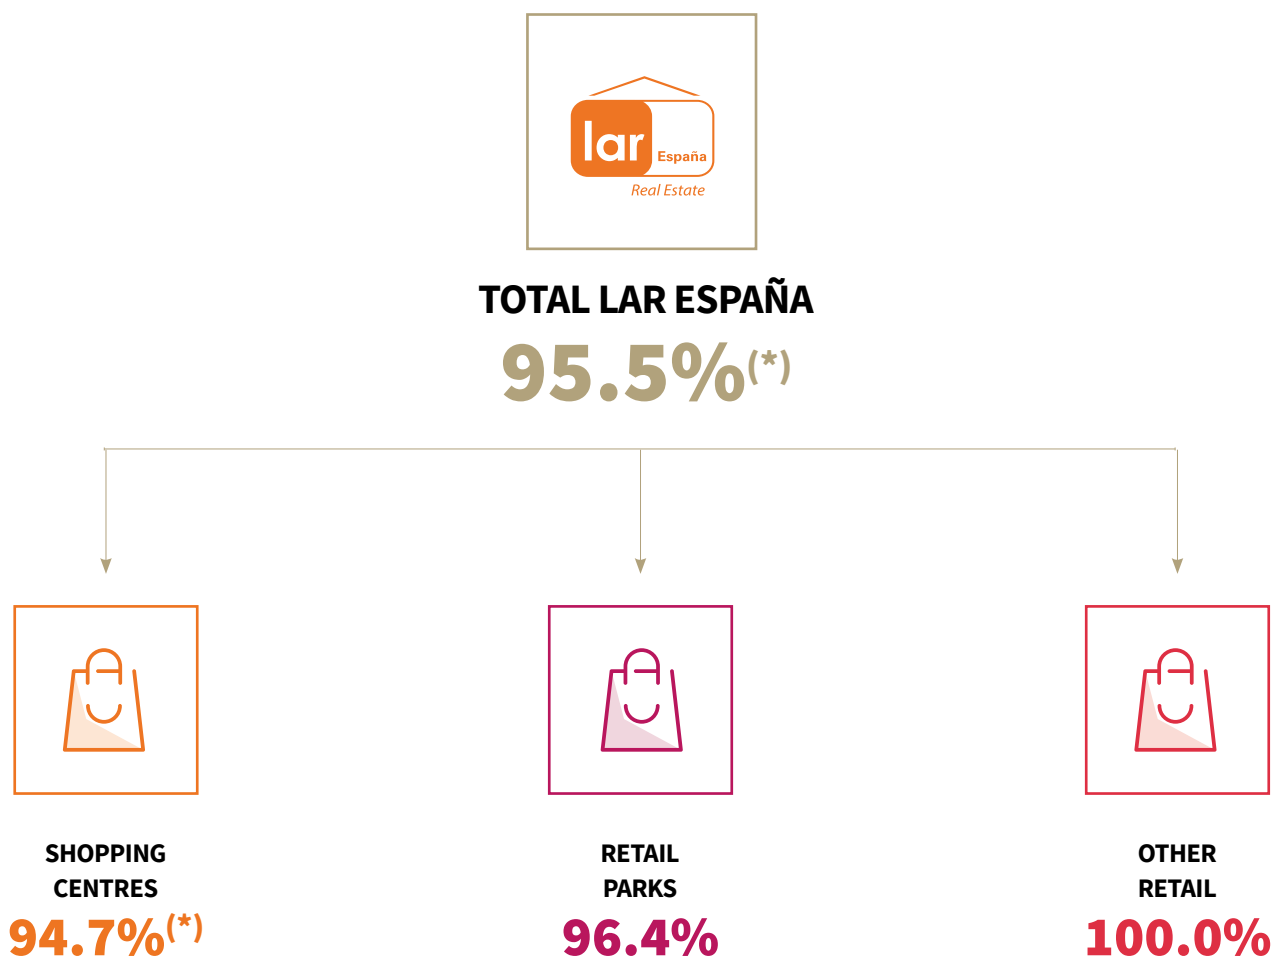 lar
España
Real Estate
TOTAL LAR ESPAÑA
95.5%(*)
SHOPPING
CENTRES
94.7%(*)
RETAIL
PARKS
96.4%
OTHER
RETAIL
100.0%